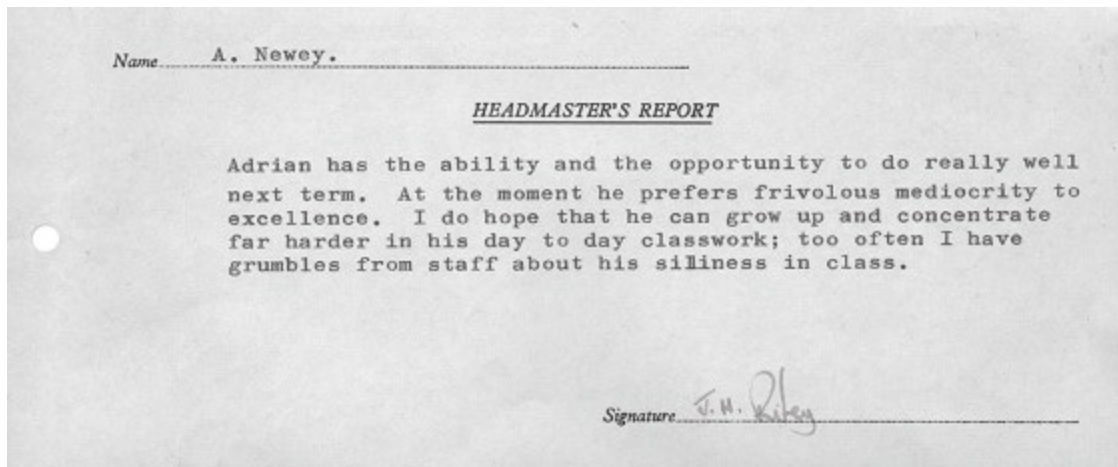 Name A. Newey.
HEADMASTER'S REPORT
Adrian has the ability and the opportunity to do really well
next term. At the moment he prefers frivolous mediocrity to
excellence. I do hope that he can grow up and concentrate
far harder in his day to day classwork; too often I have
grumbles from staff about his silliness in class.
Signature J. H.